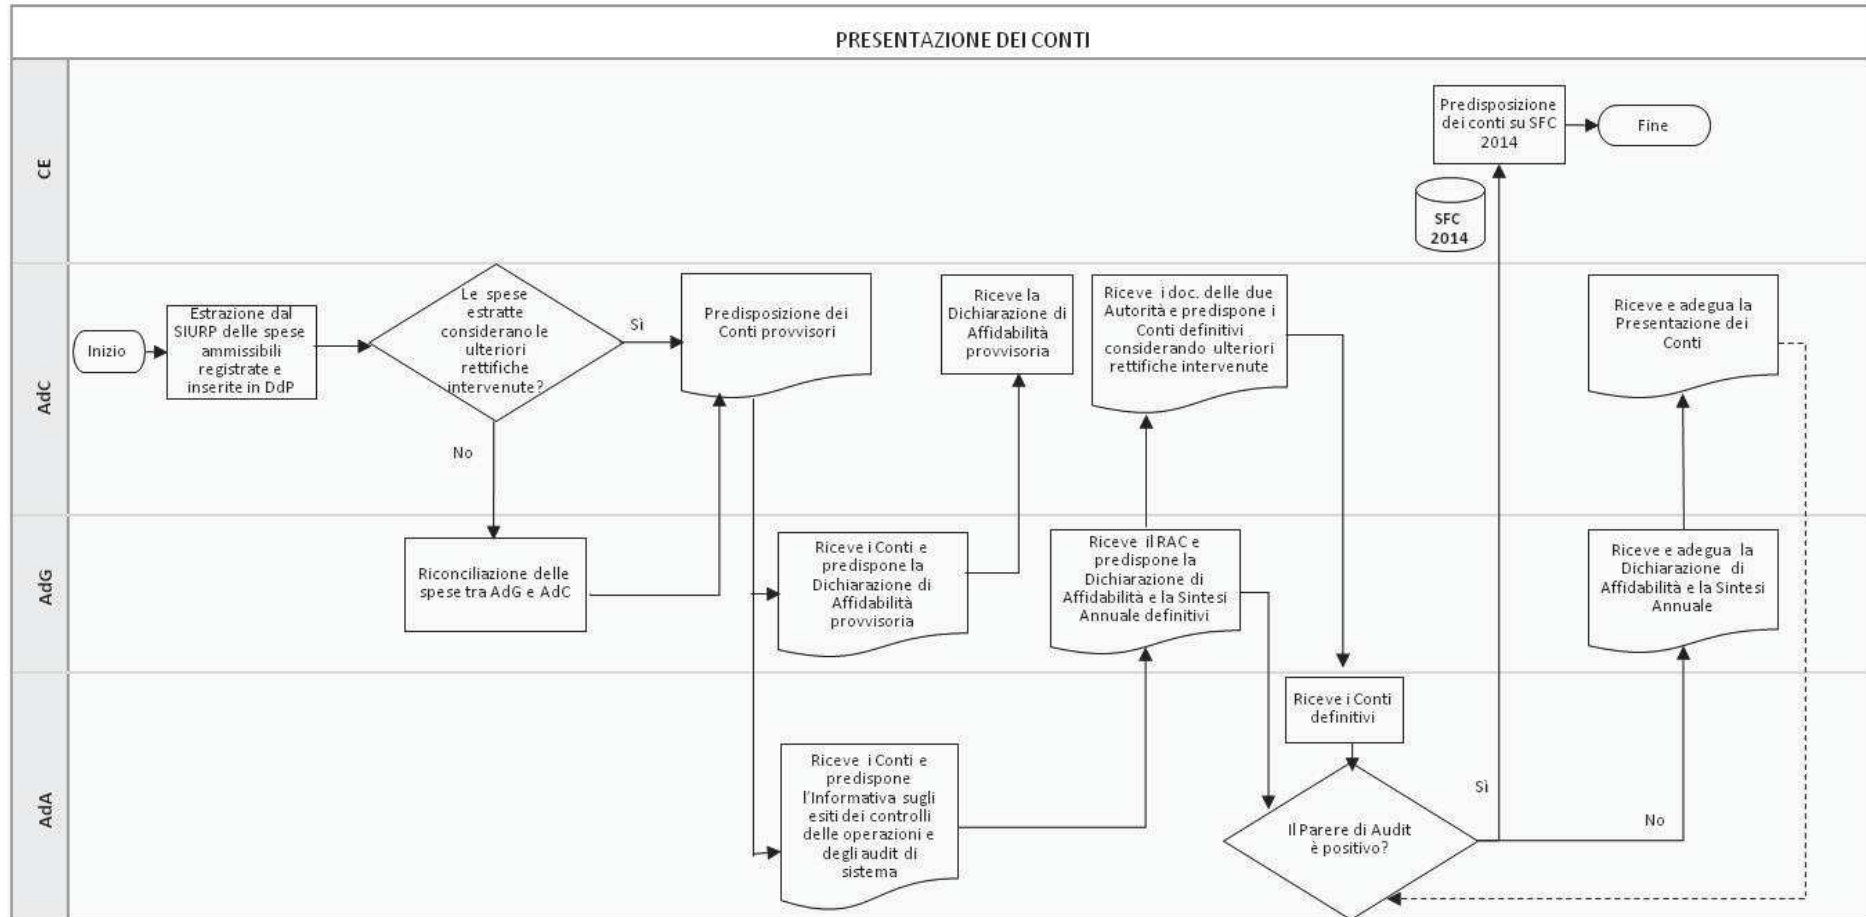 PRESENTAZIONE DEI CONTI
CE
Predisposizione
dei conti su SFC
2014
Fine
SFC
2014
AdC
Inizio
Estrazione dal
SIURP delle spese
ammissibili
registrate e
inserite in DdP
Le spese
estratte
considerano le
ulteriori
rettifiche
intervenute?
Sì
No
Predisposizione dei
Conti provvisori
Riceve la
Dichiarazione di
Affidabilità
provvisoria
Riceve i doc. delle due
Autorità e predispone i
Conti definitivi
considerando ulteriori
rettifiche intervenute
Riceve e adegua la
Presentazione dei
Conti
AdG
Riconciliazione delle
spese tra AdG e AdC
Riceve i Conti e
predispone la
Dichiarazione di
Affidabilità
provvisoria
Riceve il RAC e
predispone la
Dichiarazione di
Affidabilità e la Sintesi
Annuale definitivi
Riceve e adegua la
Dichiarazione di
Affidabilità e la Sintesi
Annuale
AdA
Riceve i Conti e
predispone
l'Informativa sugli
esiti dei controlli
delle operazioni e
degli audit di
sistema
Riceve i Conti
definitivi
Il Parere di Audit
è positivo?
Sì
No